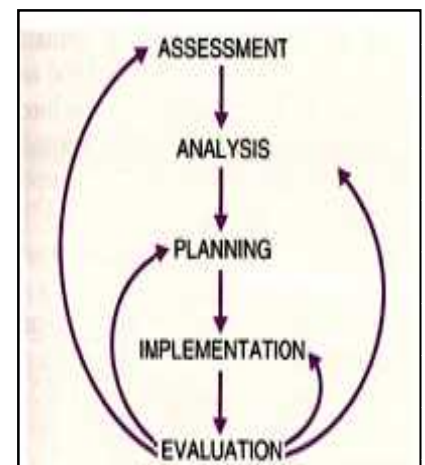 ASSESSMENT
ANALYSIS
PLANNING
IMPLEMENTATION
EVALUATION